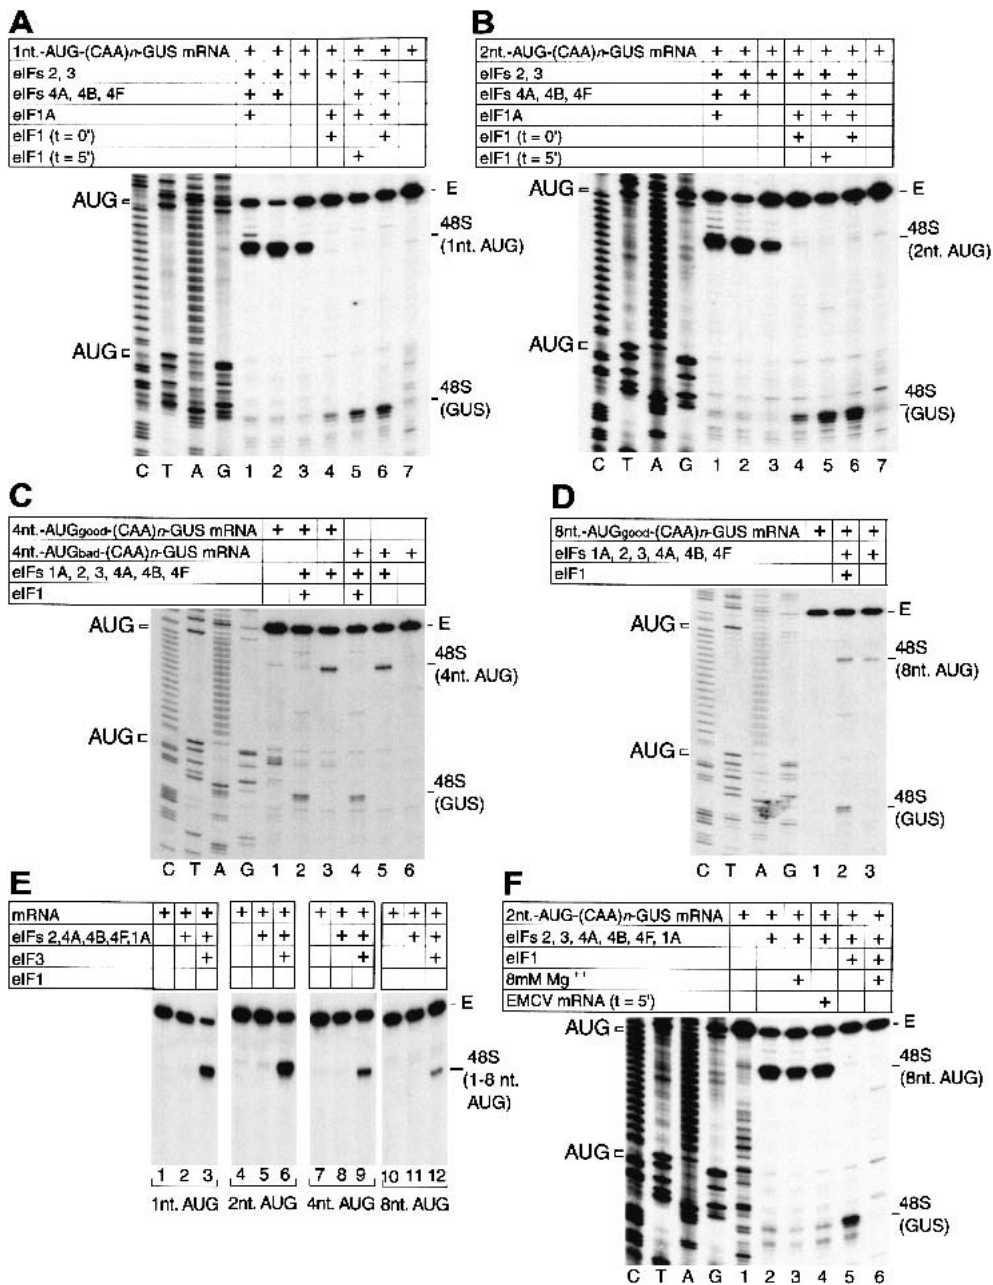 A
1nt.-AUG-(CAA)n-GUS mRNA + + + + + + +
eIFs 2, 3 + + + + + +
eIFs 4A, 4B, 4F + + + +
eIF1A + + + +
eIF1 (t = 0') + +
eIF1 (t = 5') +
AUG
AUG
E
48S
(1nt. AUG)
48S
(GUS)
C T A G 1 2 3 4 5 6 7
B
2nt.-AUG-(CAA)n-GUS mRNA + + + + + + +
eIFs 2, 3 + + + + + +
eIFs 4A, 4B, 4F + + + +
eIF1A + + + +
eIF1 (t = 0') + +
eIF1 (t = 5') +
AUG
AUG
E
48S
(2nt. AUG)
48S
(GUS)
C T A G 1 2 3 4 5 6 7
C
4nt.-AUGgood-(CAA)n-GUS mRNA + + +
4nt.-AUGbad-(CAA)n-GUS mRNA + + +
eIFs 1A, 2, 3, 4A, 4B, 4F + + + +
eIF1 + +
AUG
AUG
E
48S
(4nt. AUG)
48S
(GUS)
C T A G 1 2 3 4 5 6
D
8nt.-AUGgood-(CAA)n-GUS mRNA + + +
eIFs 1A, 2, 3, 4A, 4B, 4F + +
eIF1 +
AUG
AUG
E
48S
(8nt. AUG)
48S
(GUS)
C T A G 1 2 3
E
mRNA + + + + + + + + + + + +
eIFs 2,4A,4B,4F,1A + + + + + + + +
eIF3 + + + +
eIF1
E
48S
(1-8 nt.
AUG)
1 2 3 4 5 6 7 8 9 10 11 12
1nt. AUG 2nt. AUG 4nt. AUG 8nt. AUG
F
2nt.-AUG-(CAA)n-GUS mRNA + + + + + +
eIFs 2, 3, 4A, 4B, 4F, 1A + + + + +
eIF1 + +
8mM Mg++ + +
EMCV mRNA (t = 5') +
AUG
AUG
E
48S
(8nt. AUG)
48S
(GUS)
C T A G 1 2 3 4 5 6